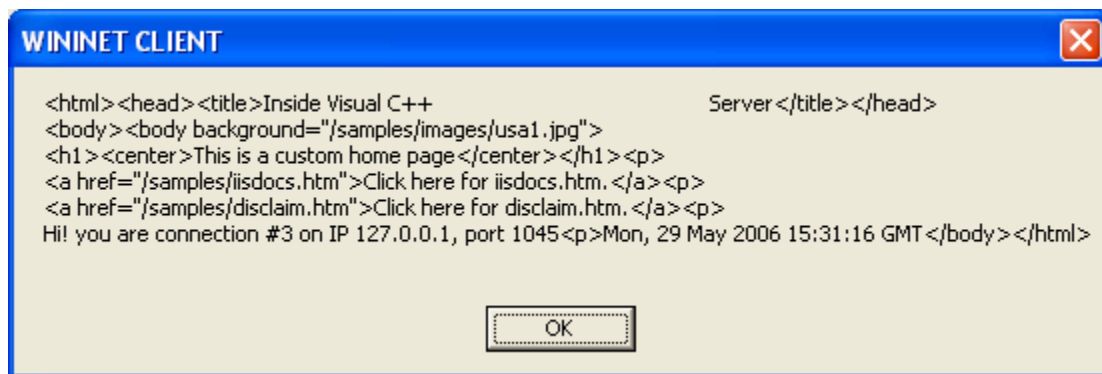 WININET CLIENT
<html><head><title>Inside Visual C++ Server</title></head>
<body><body background="/samples/images/usa1.jpg">
<h1><center>This is a custom home page</center></h1><p>
<a href="/samples/iisdocs.htm">Click here for iisdocs.htm.</a><p>
<a href="/samples/disclaim.htm">Click here for disclaim.htm.</a><p>
Hi! you are connection #3 on IP 127.0.0.1, port 1045<p>Mon, 29 May 2006 15:31:16 GMT</body></html>
OK